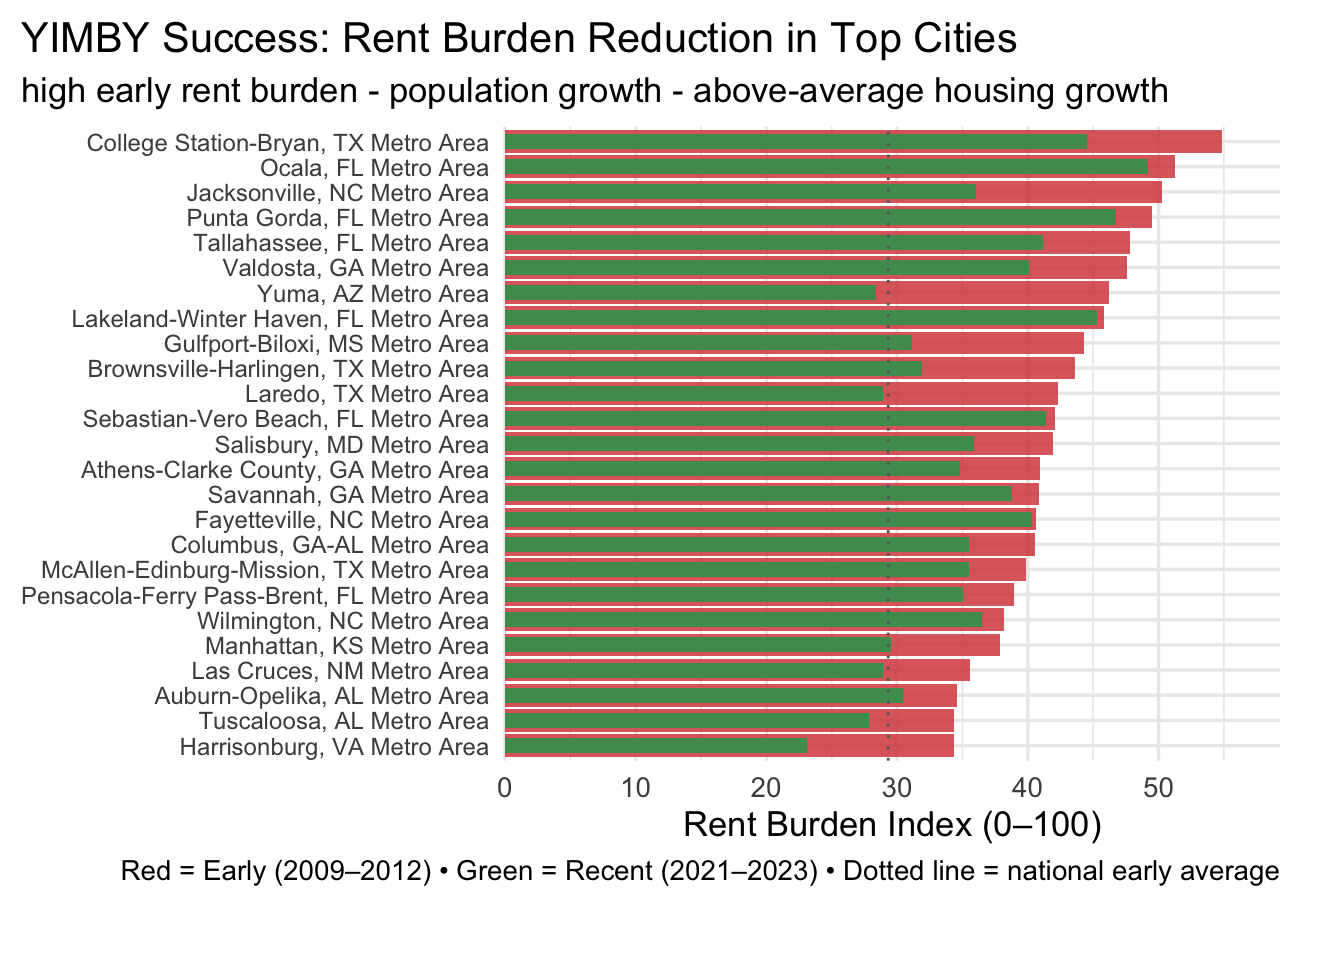 YIMBY Success: Rent Burden Reduction in Top Cities
high early rent burden - population growth - above-average housing growth
College Station-Bryan, TX Metro Area
Ocala, FL Metro Area
Jacksonville, NC Metro Area
Punta Gorda, FL Metro Area
Tallahassee, FL Metro Area
Valdosta, GA Metro Area
Yuma, AZ Metro Area
Lakeland-Winter Haven, FL Metro Area
Gulfport-Biloxi, MS Metro Area
Brownsville-Harlingen, TX Metro Area
Laredo, TX Metro Area
Sebastian-Vero Beach, FL Metro Area
Salisbury, MD Metro Area
Athens-Clarke County, GA Metro Area
Savannah, GA Metro Area
Fayetteville, NC Metro Area
Columbus, GA-AL Metro Area
McAllen-Edinburg-Mission, TX Metro Area
Pensacola-Ferry Pass-Brent, FL Metro Area
Wilmington, NC Metro Area
Manhattan, KS Metro Area
Las Cruces, NM Metro Area
Auburn-Opelika, AL Metro Area
Tuscaloosa, AL Metro Area
Harrisonburg, VA Metro Area
0 10 20 30 40 50
Rent Burden Index (0–100)
Red = Early (2009–2012) • Green = Recent (2021–2023) • Dotted line = national early average